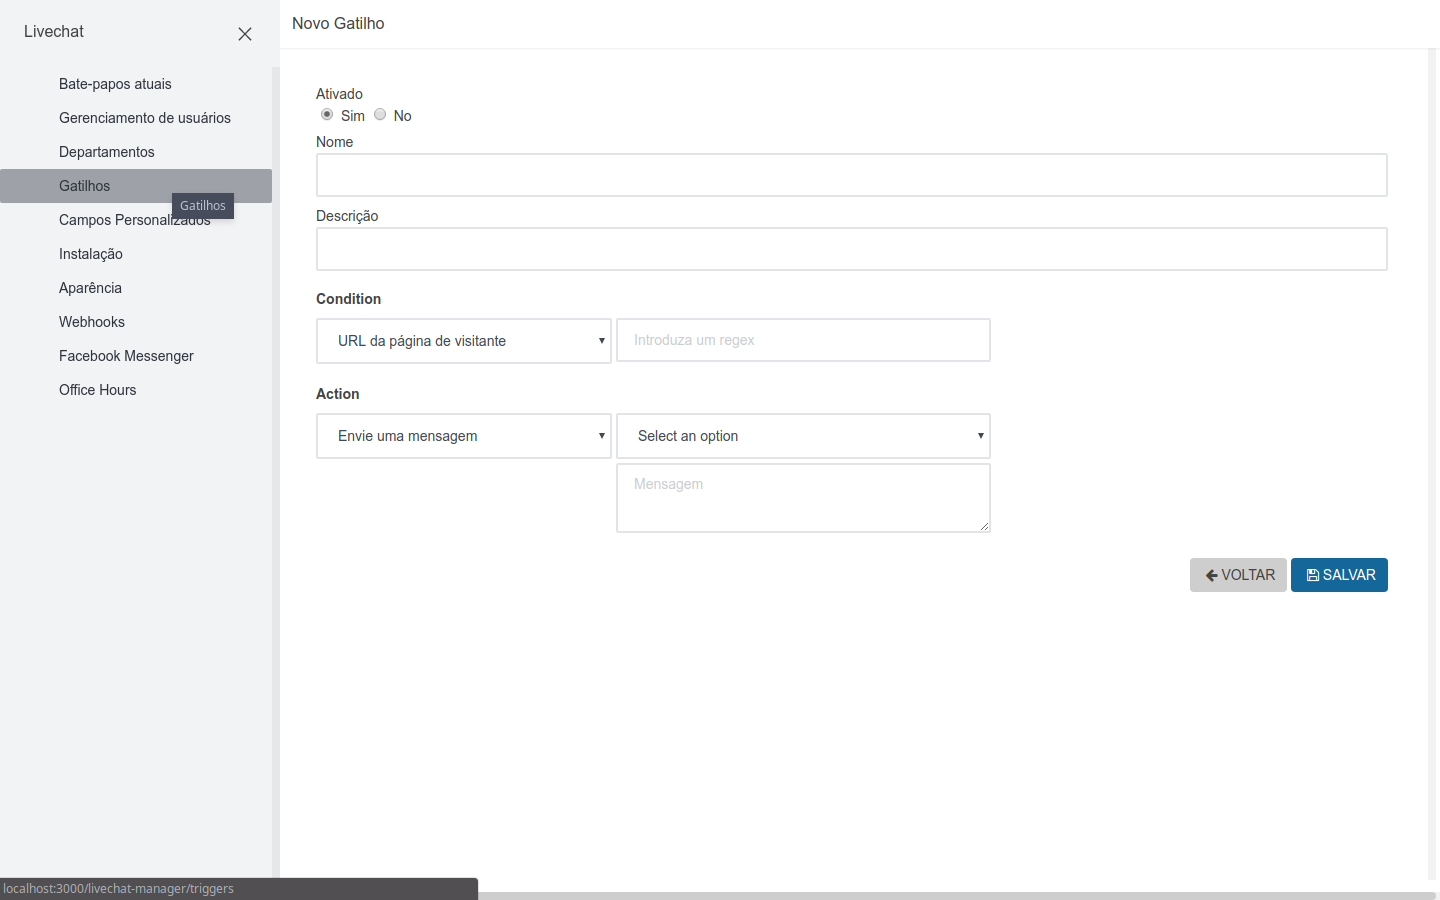 Livechat
Bate-papos atuais
Gerenciamento de usuários
Departamentos
Gatilhos
Gatilhos
Campos Personalizados
Instalação
Aparência
Webhooks
Facebook Messenger
Office Hours
localhost:3000/livechat-manager/triggers
Novo Gatilho
Ativado
Sim No
Nome
Descrição
Condition
URL da página de visitante Introduza um regex
Action
Envie uma mensagem Select an option
Mensagem
VOLTAR SALVAR